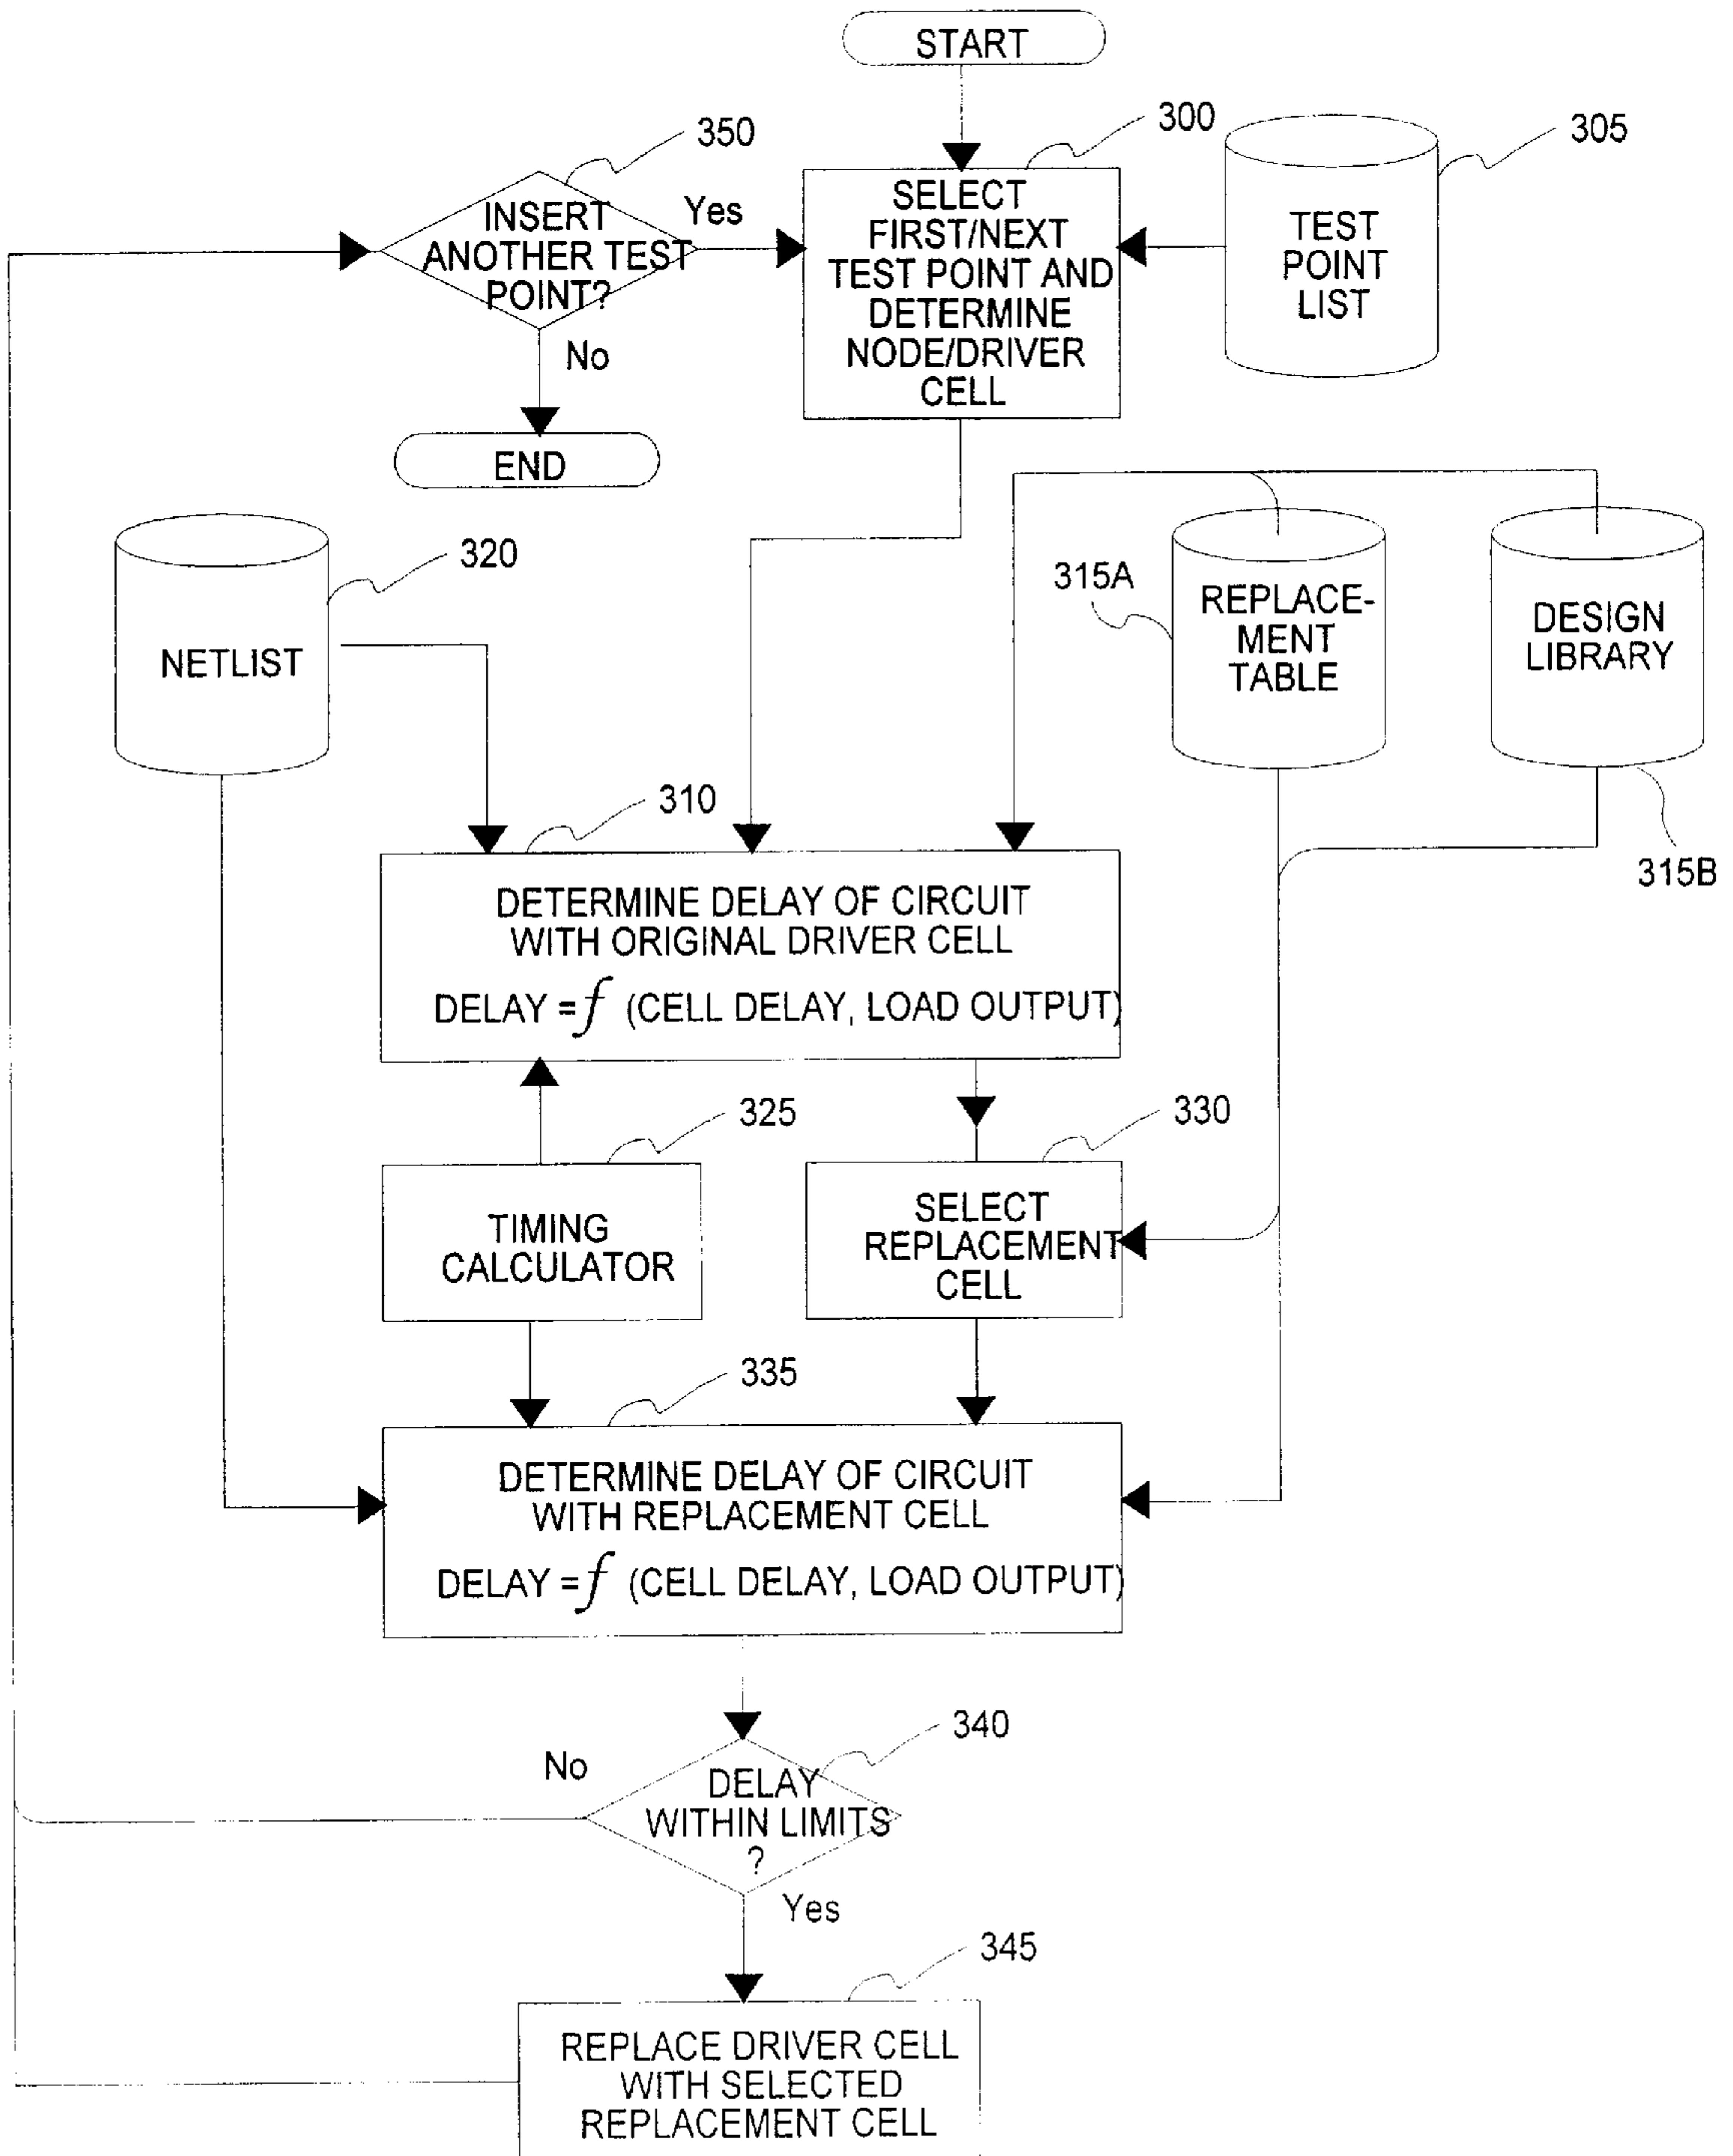 START
350
300
305
INSERT
ANOTHER TEST
POINT?
Yes
No
SELECT
FIRST/NEXT
TEST POINT AND
DETERMINE
NODE/DRIVER
CELL
TEST
POINT
LIST
END
320
NETLIST
315A
REPLACE-
MENT
TABLE
DESIGN
LIBRARY
315B
310
DETERMINE DELAY OF CIRCUIT
WITH ORIGINAL DRIVER CELL
DELAY = f (CELL DELAY, LOAD OUTPUT)
325
330
TIMING
CALCULATOR
SELECT
REPLACEMENT
CELL
335
DETERMINE DELAY OF CIRCUIT
WITH REPLACEMENT CELL
DELAY = f (CELL DELAY, LOAD OUTPUT)
340
No
DELAY
WITHIN LIMITS
?
Yes
345
REPLACE DRIVER CELL
WITH SELECTED
REPLACEMENT CELL